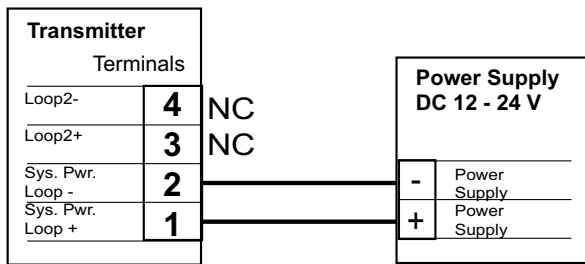 Transmitter
Terminals
Loop2-
4
NC
Loop2+
3
NC
Sys. Pwr.
Loop -
2
Sys. Pwr.
Loop +
1
Power Supply
DC 12 - 24 V
-
Power
Supply
+
Power
Supply